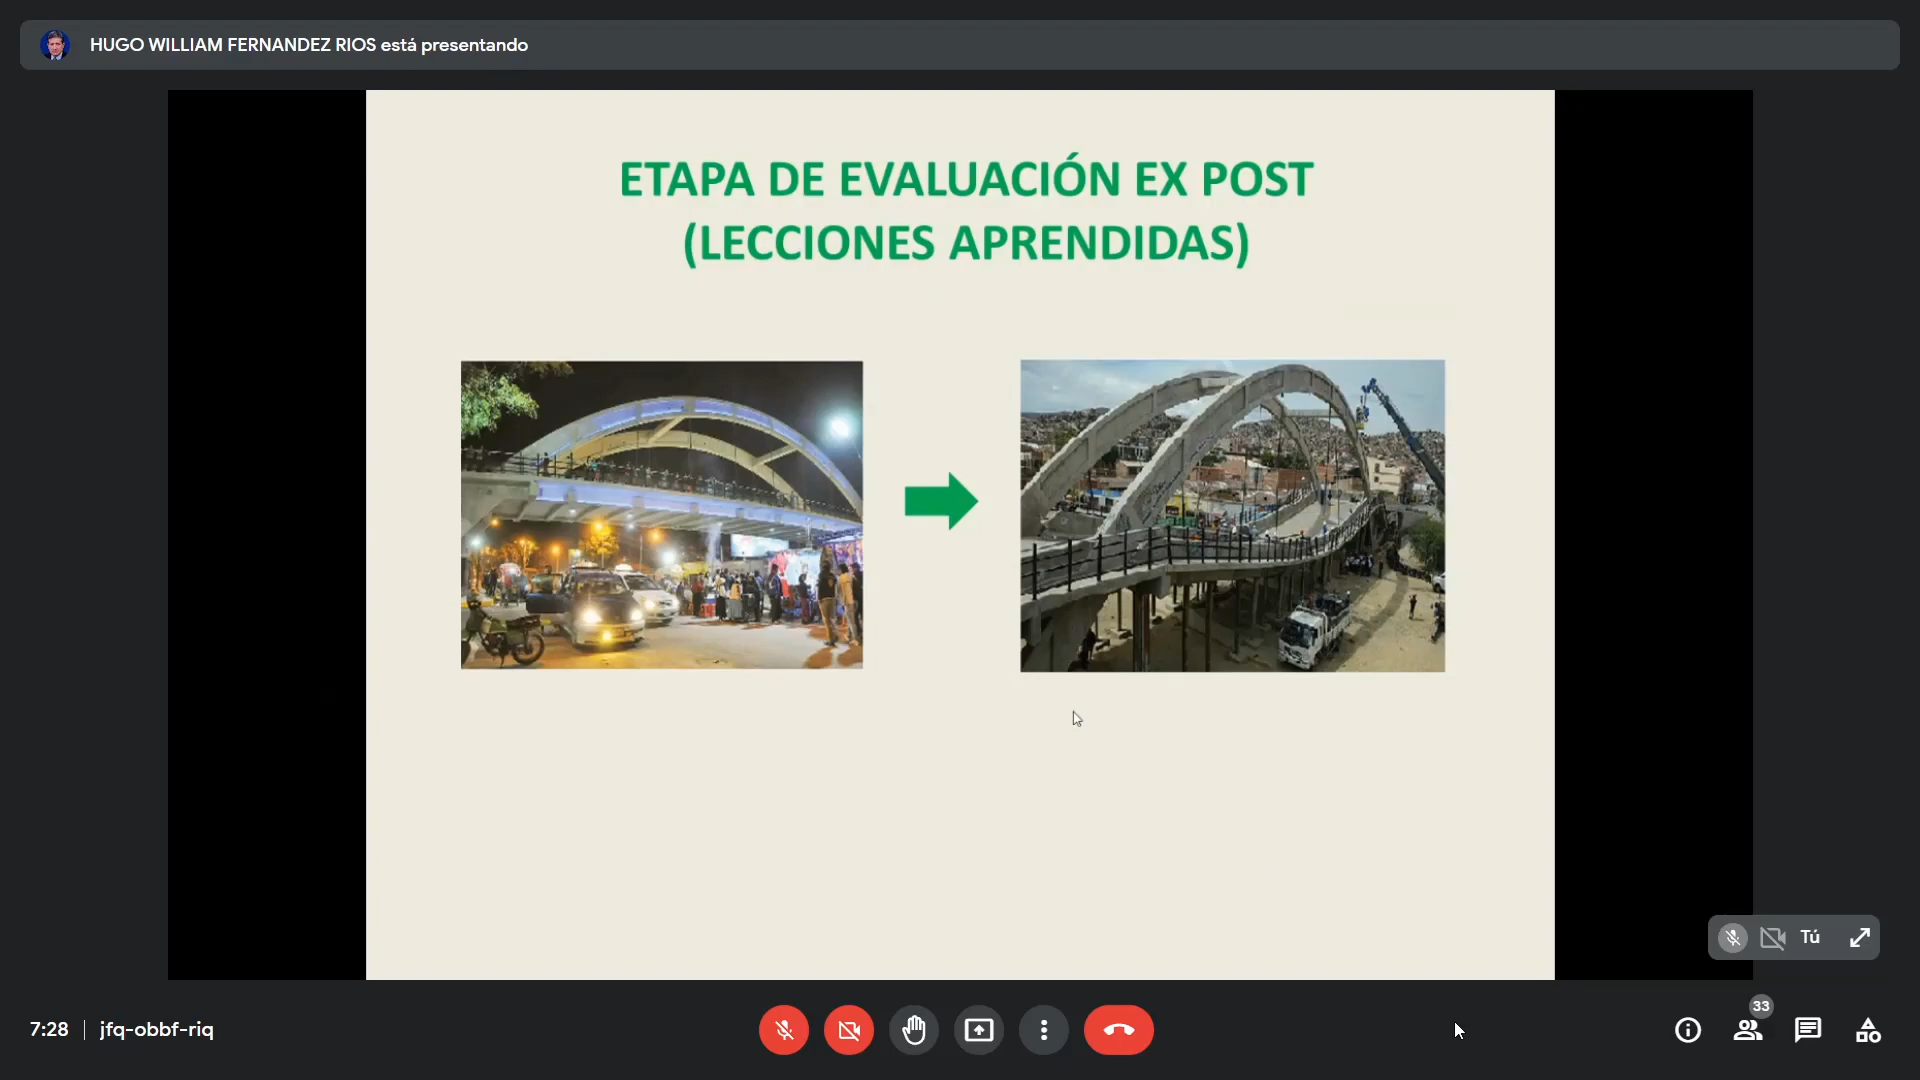 HUGO WILLIAM FERNANDEZ RIOS está presentando
ETAPA DE EVALUACIÓN EX POST
(LECCIONES APRENDIDAS)
Tú
7:28
jfq-obbf-riq
33